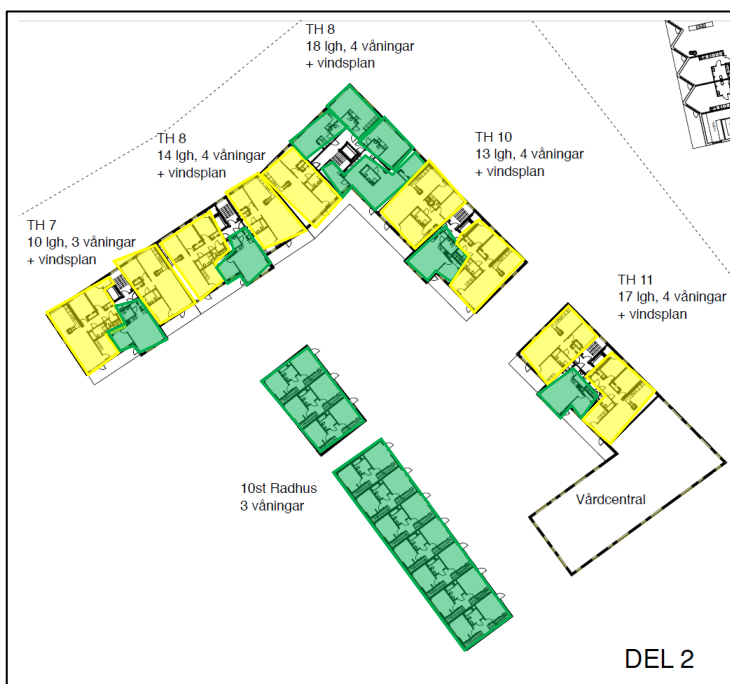 TH 8
18 lgh, 4 våningar
+ vindsplan
TH 8
14 lgh, 4 våningar
+ vindsplan
TH 10
13 lgh, 4 våningar
+ vindsplan
TH 7
10 lgh, 3 våningar
+ vindsplan
TH 11
17 lgh, 4 våningar
+ vindsplan
10st Radhus
3 våningar
Vårdcentral
DEL 2